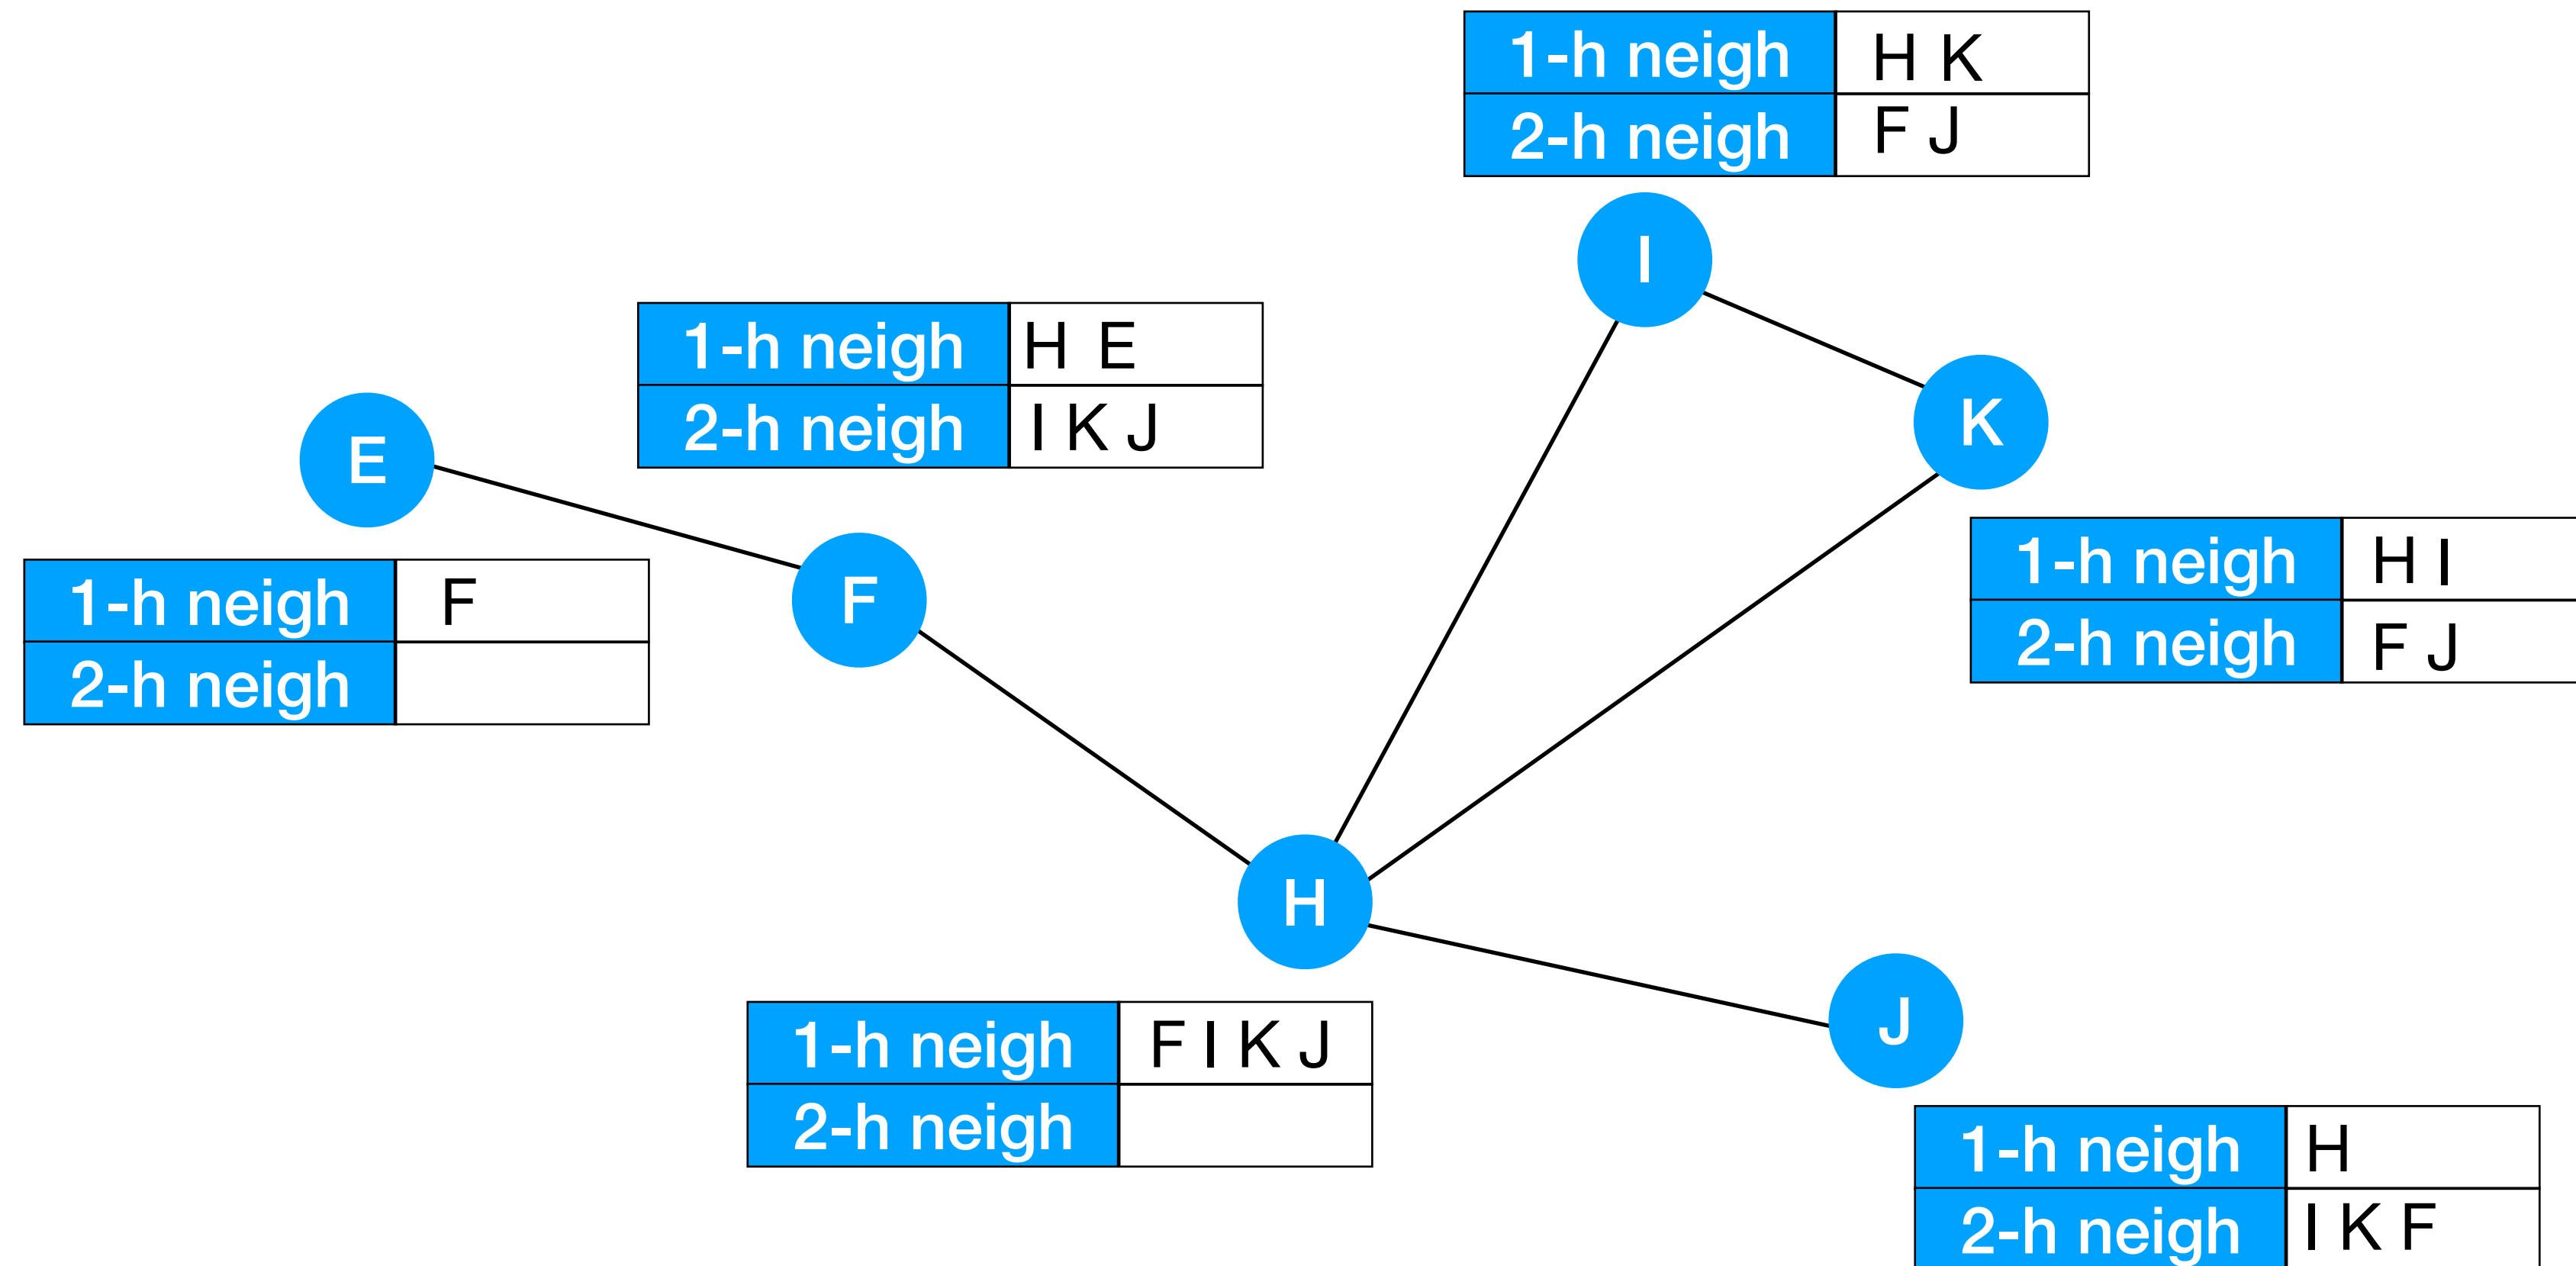 1-h neigh H K
2-h neigh F J
I
1-h neigh H E
2-h neigh I K J
E
K
F
1-h neigh H I
2-h neigh F J
1-h neigh F
2-h neigh
H
J
1-h neigh F I K J
2-h neigh
1-h neigh H
2-h neigh I K F